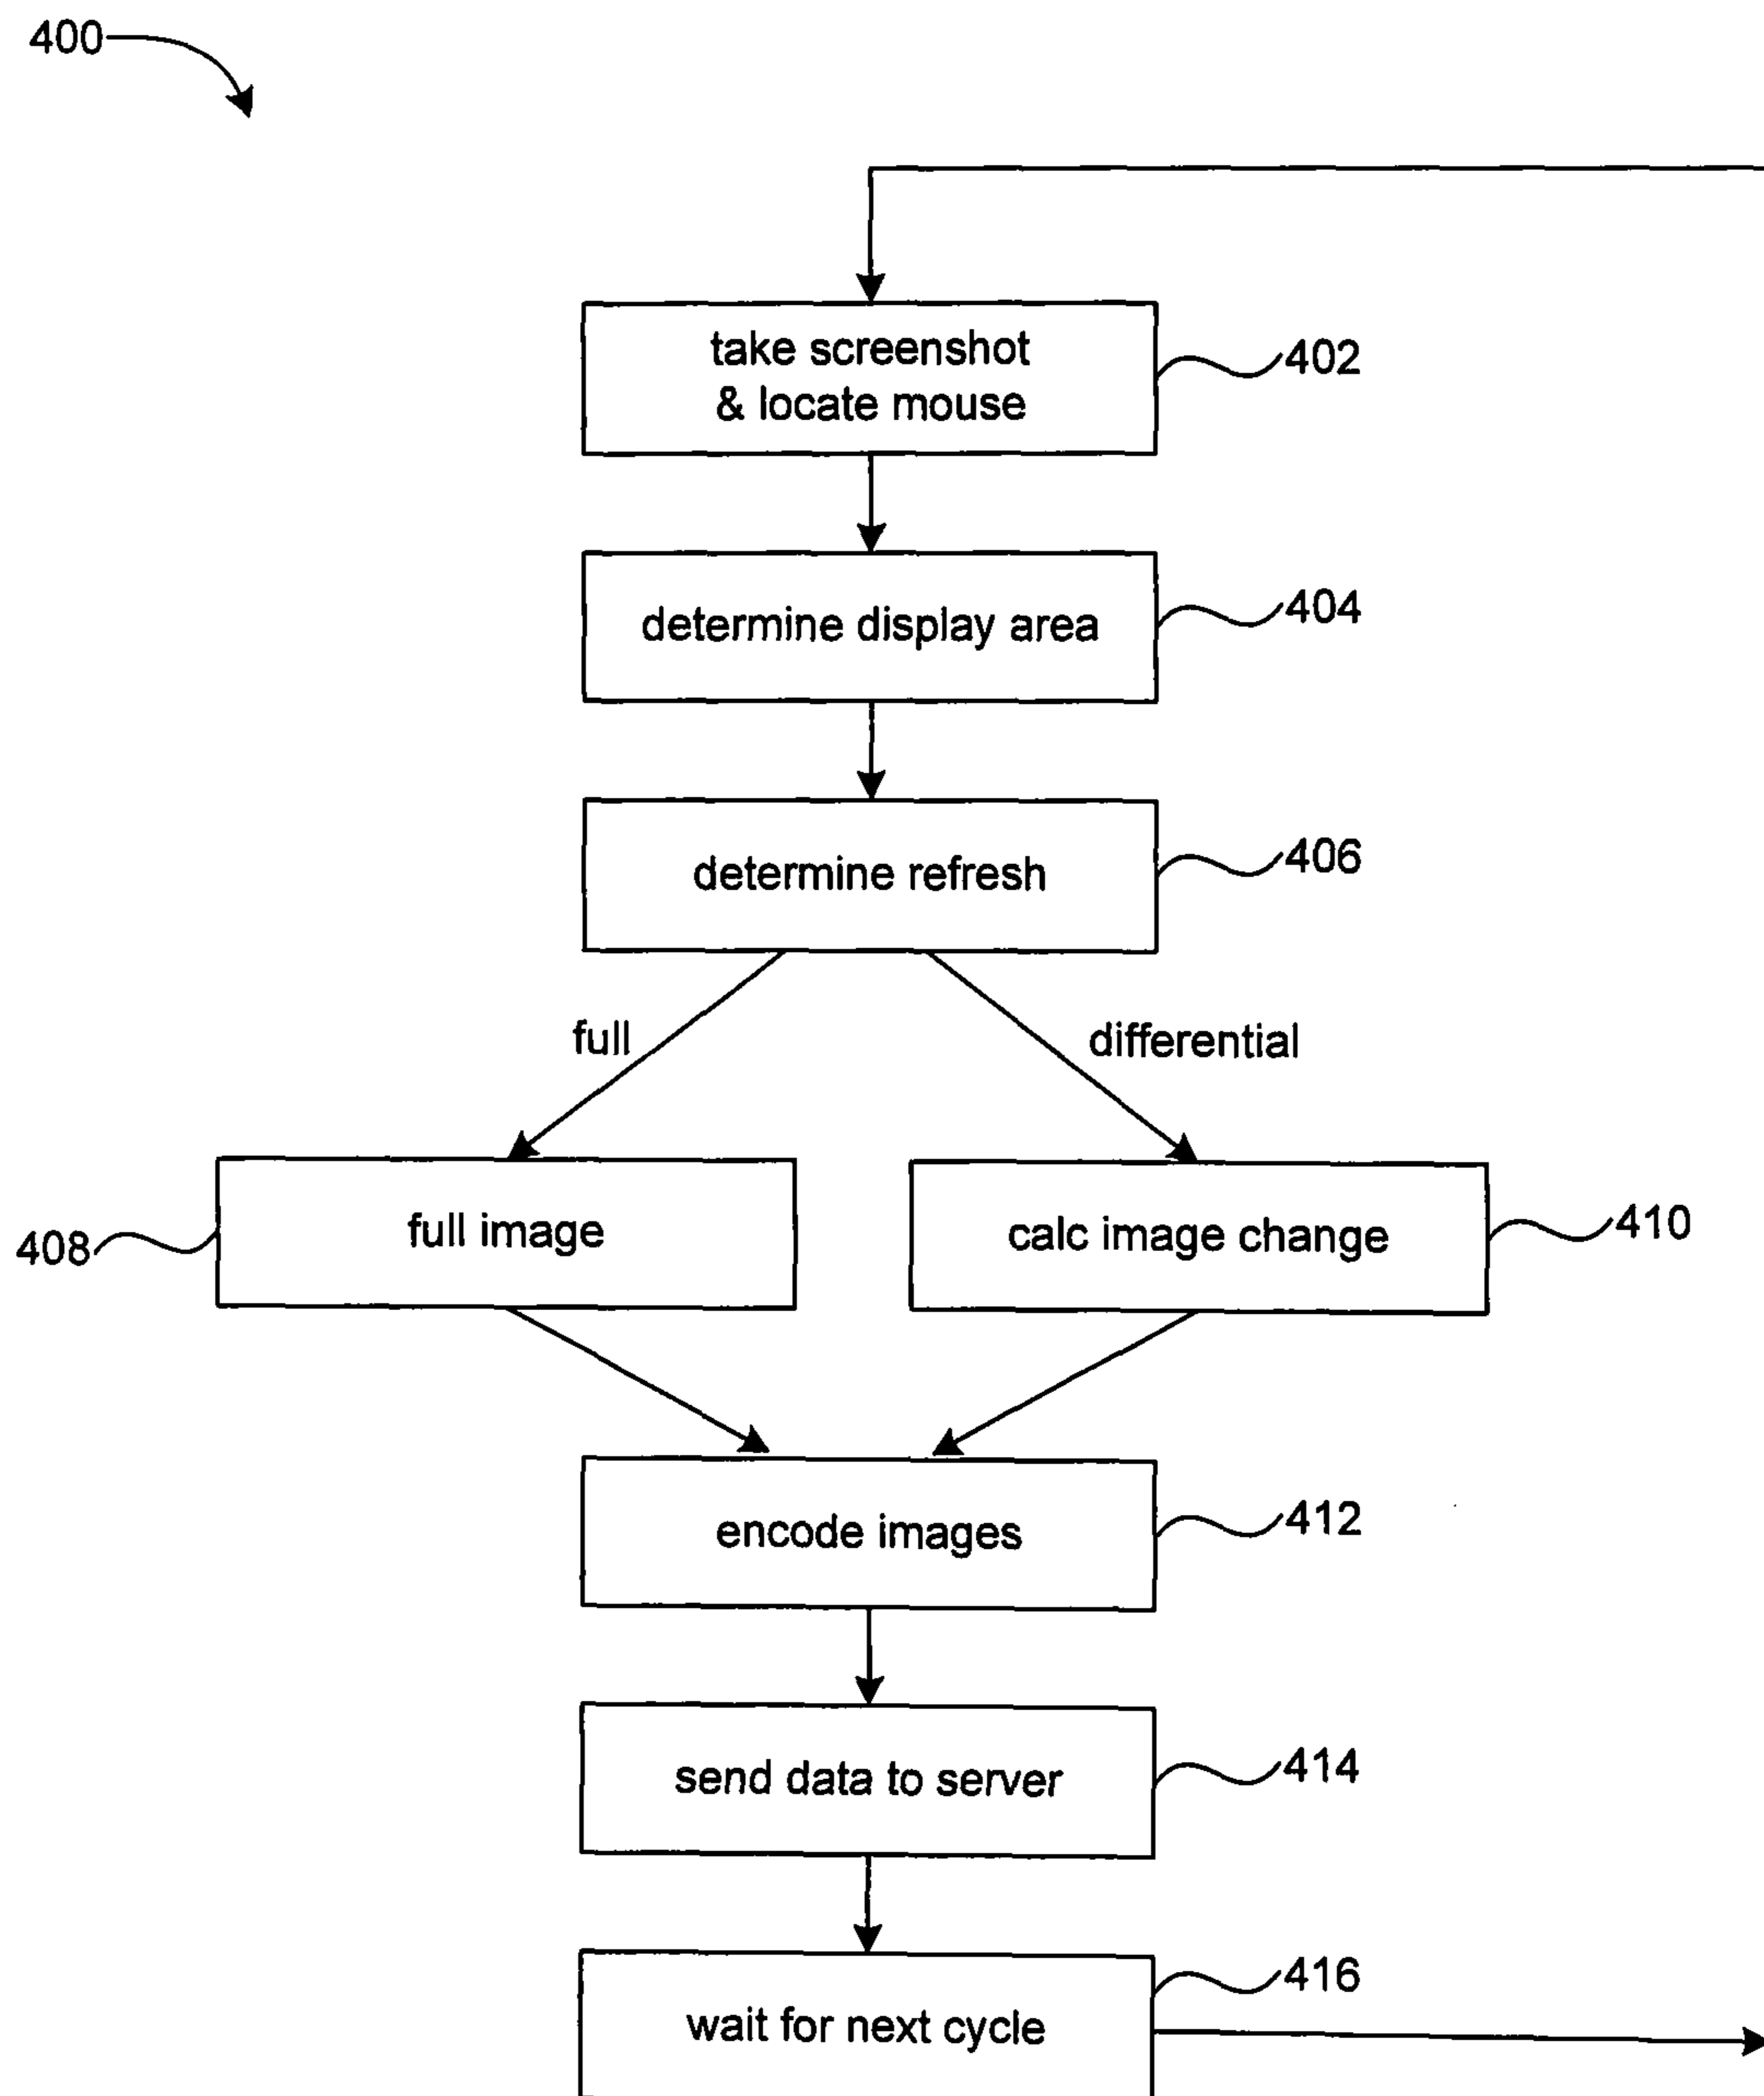 400
take screenshot
& locate mouse
402
determine display area
404
determine refresh
406
full
differential
408
full image
calc image change
410
encode images
412
send data to server
414
wait for next cycle
416